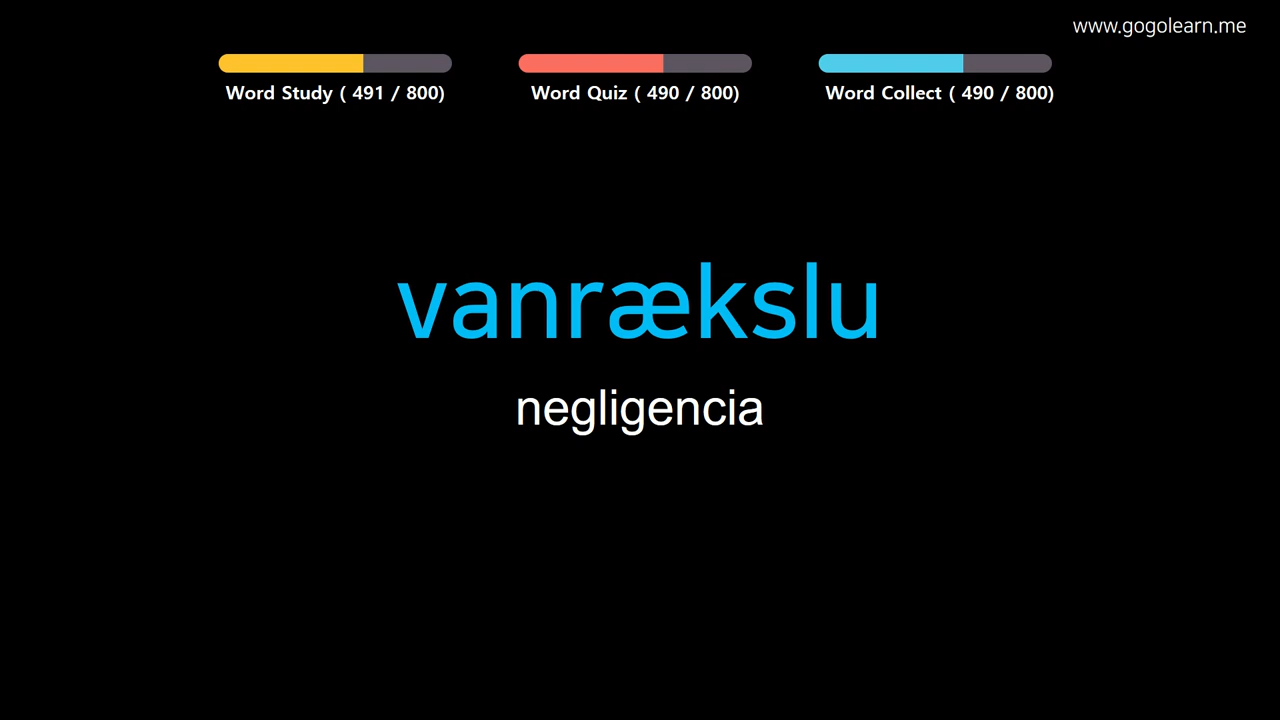 www.gogolearn.me
Word Study ( 491 / 800)
Word Quiz ( 490 / 800)
Word Collect ( 490 / 800)
vanrækslu
negligencia